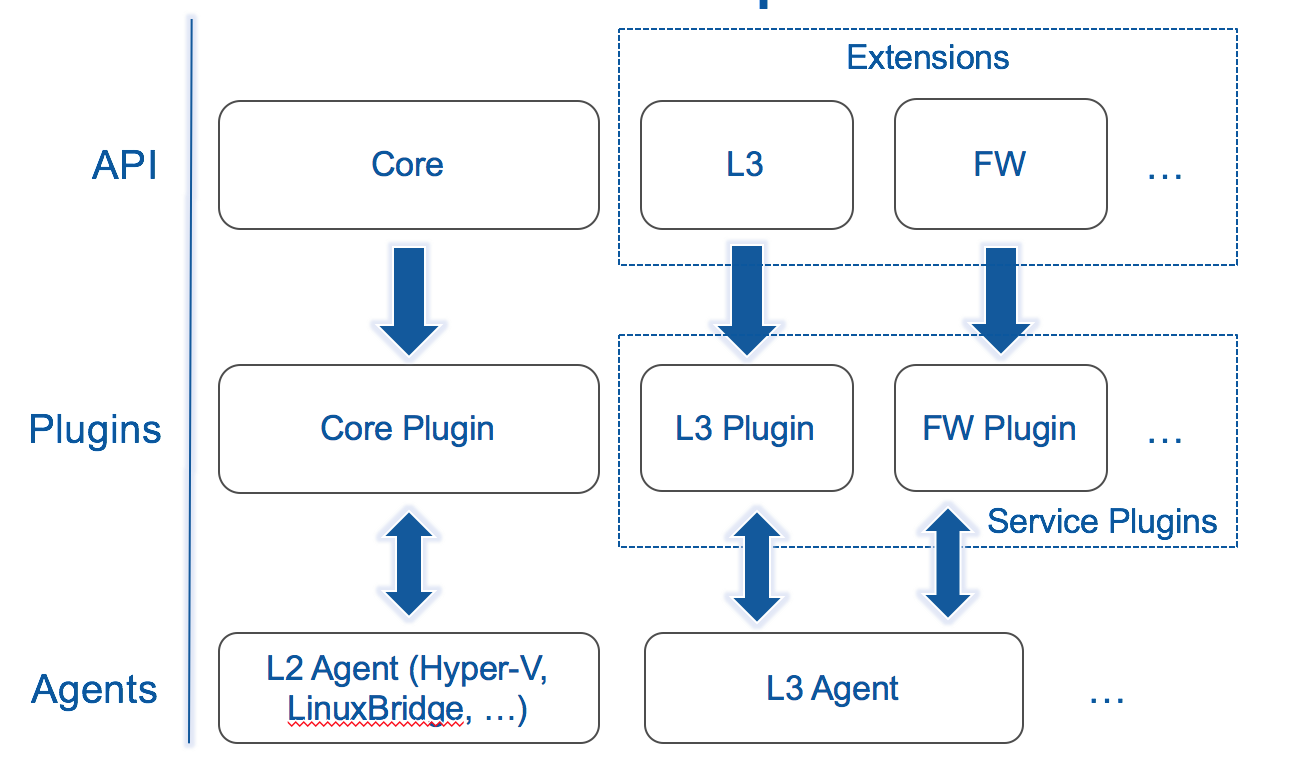 Extensions
API
Core
L3
FW
...
Plugins
Core Plugin
L3 Plugin
FW Plugin
...
Service Plugins
Agents
L2 Agent (Hyper-V,
LinuxBridge, ...)
L3 Agent
...